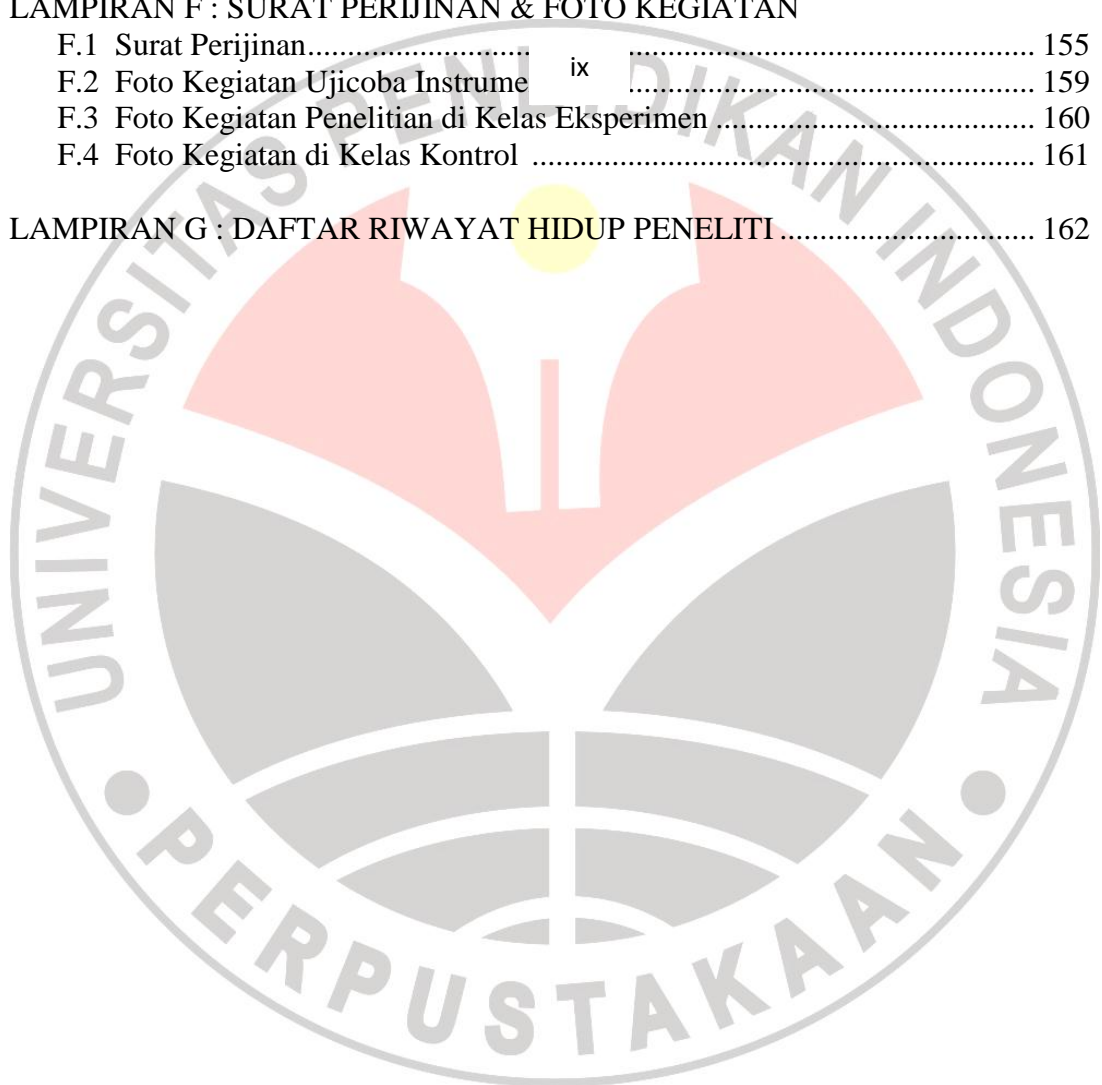 LAMPIRAN F : SURAT PERIJINAN & FOTO KEGIATAN
F.1 Surat Perijinan.................................................................................. 155
ix
F.2 Foto Kegiatan Ujicoba Instrume ................................................... 159
F.3 Foto Kegiatan Penelitian di Kelas Eksperimen ........................................ 160
F.4 Foto Kegiatan di Kelas Kontrol ............................................................... 161
LAMPIRAN G : DAFTAR RIWAYAT HIDUP PENELITI ................................ 162
UNIVERSITAS PENDIDIKAN INDONESIA
PERPUSTAKAAN